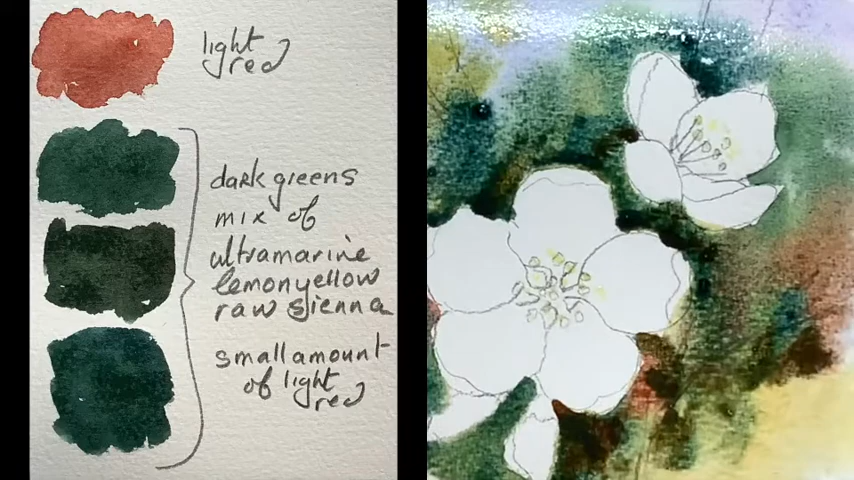 light
red
dark greens
mix of
ultramarine
lemon yellow
raw sienna
small amount
of light
red